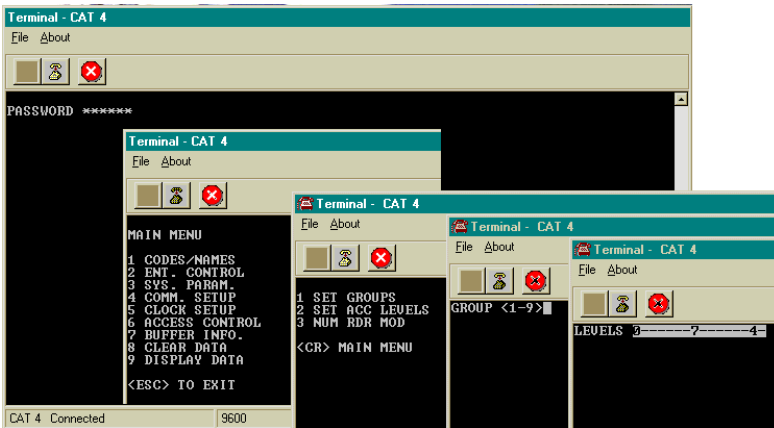 Terminal - CAT 4
File About
PASSWORD ******
Terminal - CAT 4
File About
MAIN MENU
1 CODES/NAMES
2 ENT. CONTROL
3 SYS. PARAM.
4 COMM. SETUP
5 CLOCK SETUP
6 ACCESS CONTROL
7 BUFFER INFO.
8 CLEAR DATA
9 DISPLAY DATA
<ESC> TO EXIT
Terminal - CAT 4
File About
1 SET GROUPS
2 SET ACC LEVELS
3 NUM RDR MOD
<CR> MAIN MENU
Terminal - CAT 4
File About
GROUP <1-9>
Terminal - CAT 4
File About
LEVELS 0------7------4-
CAT 4 Connected 9600